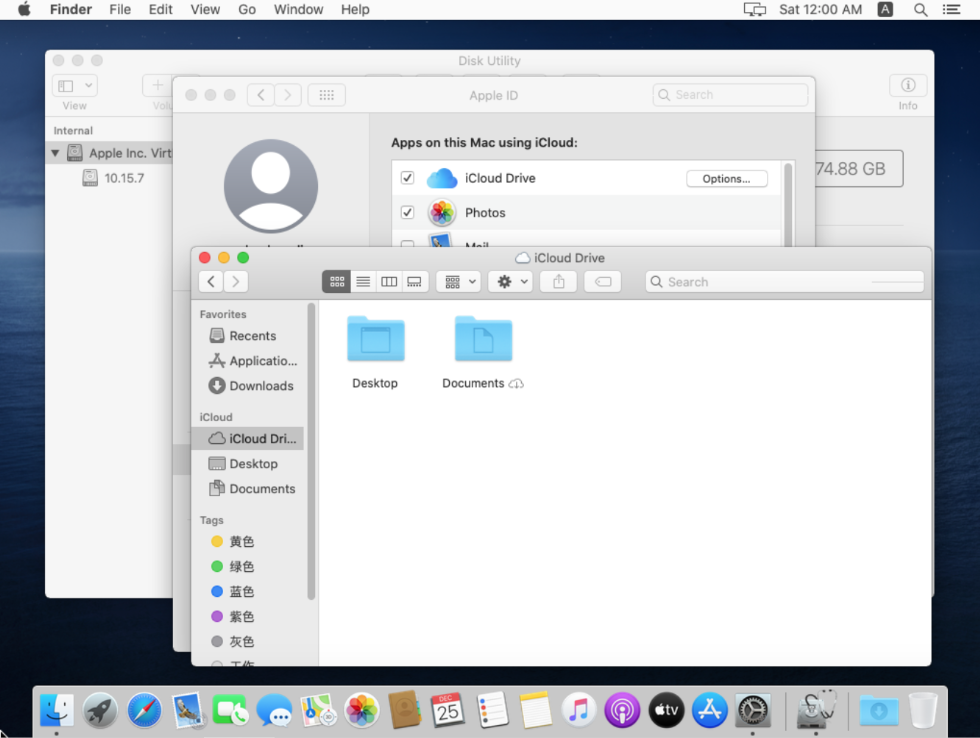 Finder File Edit View Go Window Help Sat 12:00 AM A
Disk Utility
View Info
Internal
Apple Inc. Virt
10.15.7
74.88 GB
Apple ID
Search
Apps on this Mac using iCloud:
iCloud Drive
Options...
Photos
Mail
iCloud Drive
Search
Favorites
Recents
Applicatio...
Downloads
iCloud
iCloud Dri...
Desktop
Documents
Tags
黄色
绿色
蓝色
紫色
灰色
工作
Desktop
Documents
DEC
25
tv